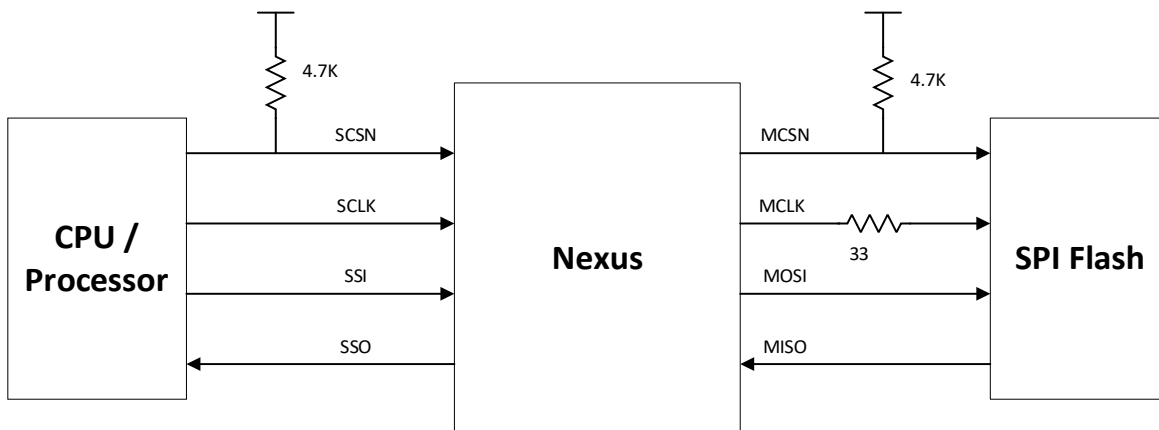 4.7K
4.7K
SCSN
MCSN
SCLK
MCLK
CPU /
Processor
Nexus
33
SPI Flash
SSI
MOSI
SSO
MISO